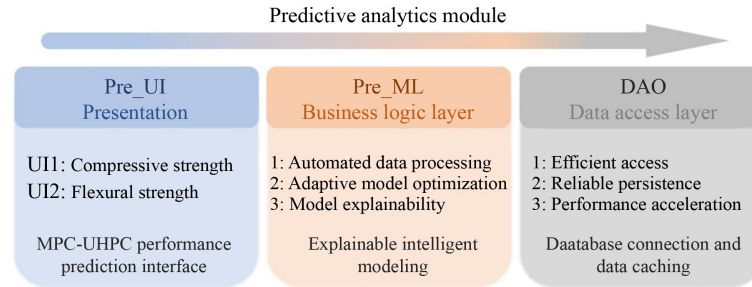 Predictive analytics module
Pre_UI
Presentation
UI1: Compressive strength
UI2: Flexural strength
MPC-UHPC performance
prediction interface
Pre_ML
Business logic layer
1: Automated data processing
2: Adaptive model optimization
3: Model explainability
Explainable intelligent
modeling
DAO
Data access layer
1: Efficient access
2: Reliable persistence
3: Performance acceleration
Daatabase connection and
data caching